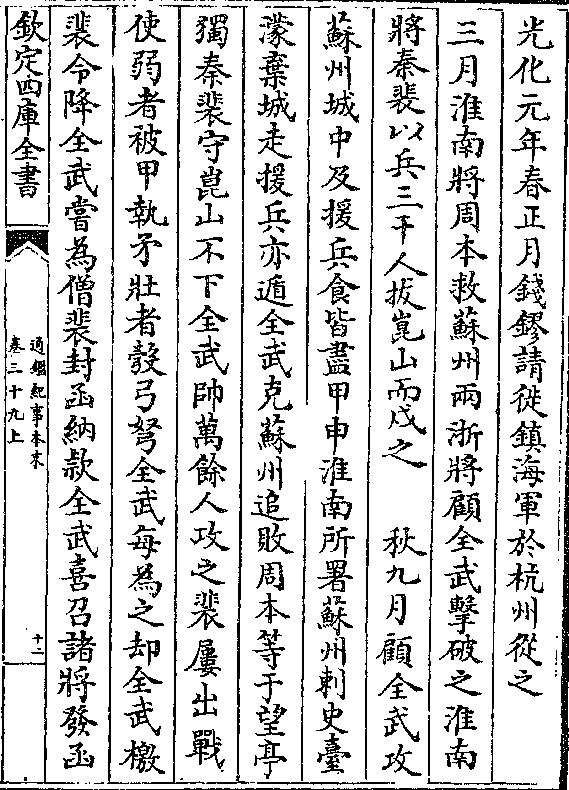 光化元年春正月錢鏐請徙鎮海軍於杭州從之
三月淮南將周本救蘇州兩浙將顧全武擊破之淮南
將秦裴以兵三千人拔崑山而戍之　秋九月顧全武攻
蘇州城中及援兵食皆盡甲申淮南所署蘇州刺史臺
濛棄城走援兵亦遁全武克蘇州追敗周本等于望亭
獨秦裴守崑山不下全武帥萬餘人攻之裴屢出戰
使弱者被甲執矛壯者彀弓弩全武每為之却全武檄
裴令降全武嘗為僧裴封函納款全武喜召諸將發函
欽定四庫全書
通鑑紀事本末
卷三十九上
十二